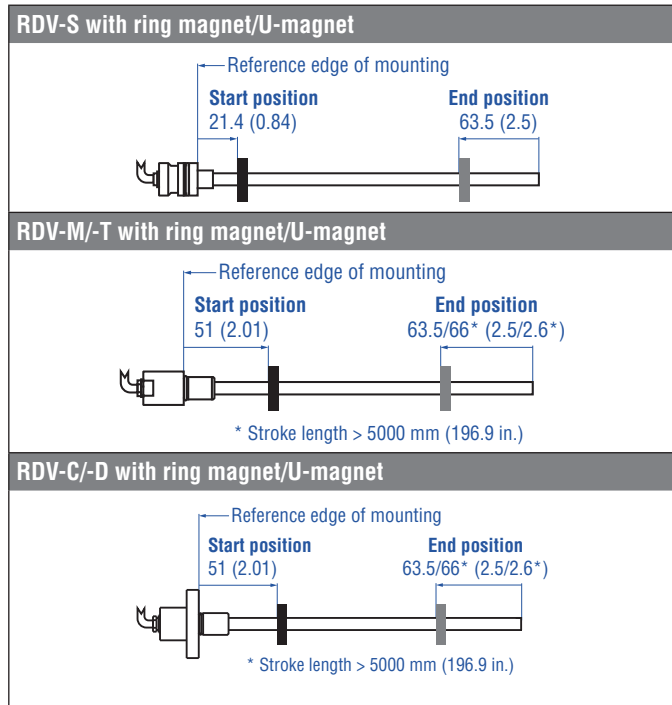 RDV-S with ring magnet/U-magnet
Reference edge of mounting
Start position
21.4 (0.84)
End position
63.5 (2.5)
RDV-M/-T with ring magnet/U-magnet
Reference edge of mounting
Start position
51 (2.01)
End position
63.5/66* (2.5/2.6*)
* Stroke length > 5000 mm (196.9 in.)
RDV-C/-D with ring magnet/U-magnet
Reference edge of mounting
Start position
51 (2.01)
End position
63.5/66* (2.5/2.6*)
* Stroke length > 5000 mm (196.9 in.)